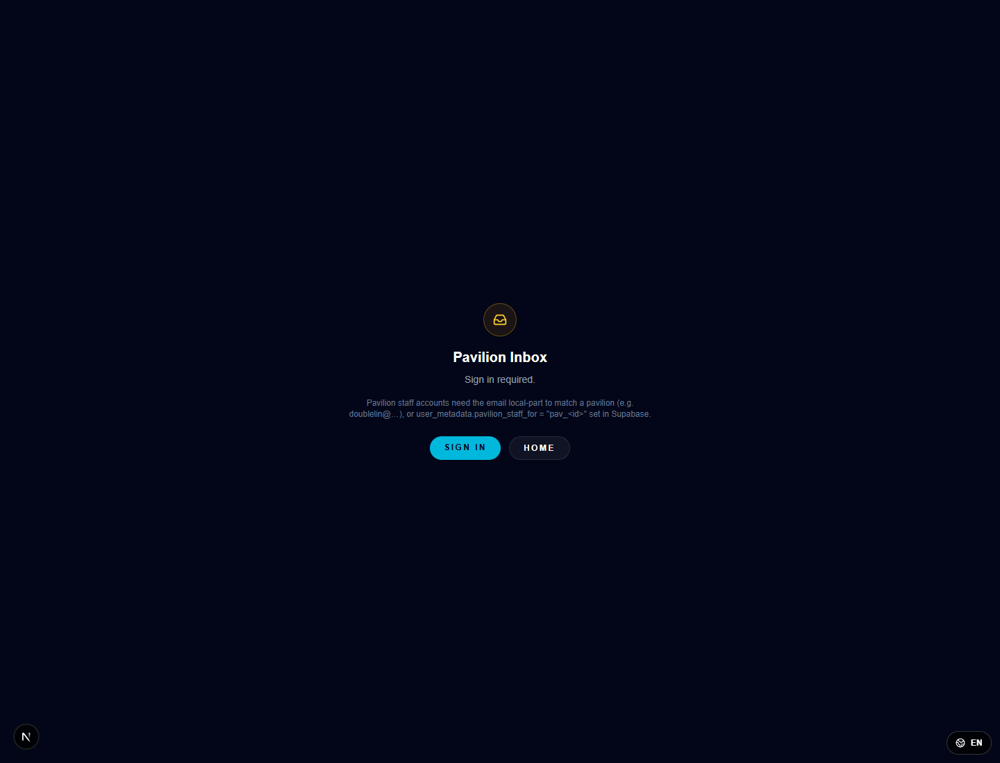 Pavilion Inbox
Sign in required.
Pavilion staff accounts need the email local-part to match a pavilion (e.g.
doublelin@…), or user_metadata.pavilion_staff_for = "pav_<id>" set in Supabase.
SIGN IN
HOME
N
EN